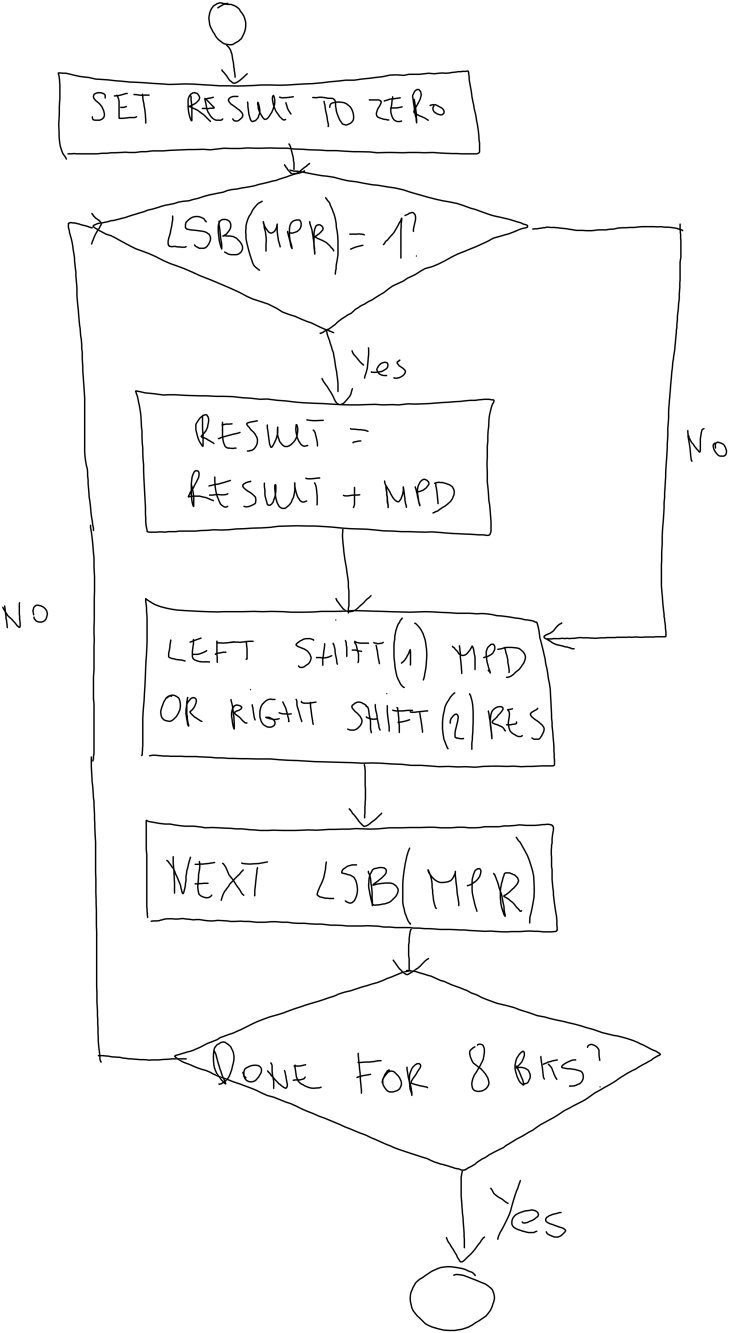 SET RESULT TO ZERO
LSB(MPR) = 1?
Yes
RESULT =
RESULT + MPD
No
NO
LEFT SHIFT(1) MPD
OR RIGHT SHIFT(2) RES
NEXT LSB(MPR)
DONE FOR 8 BITS?
Yes